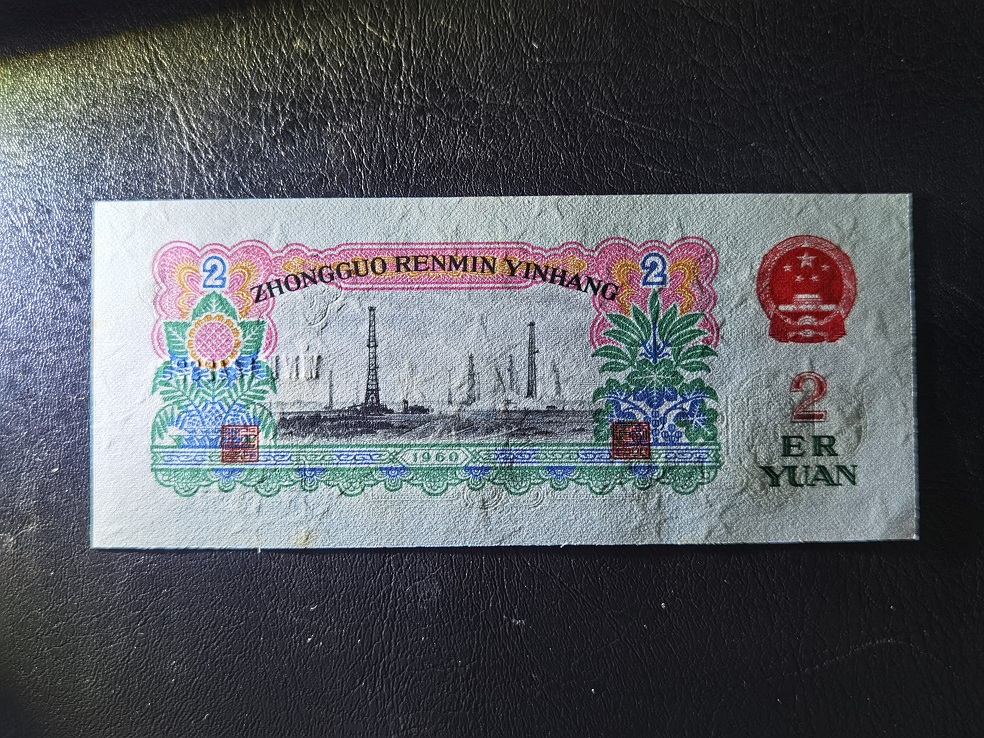 2
2
ZHONGGUO RENMIN YINHANG
1960
2
ER
YUAN